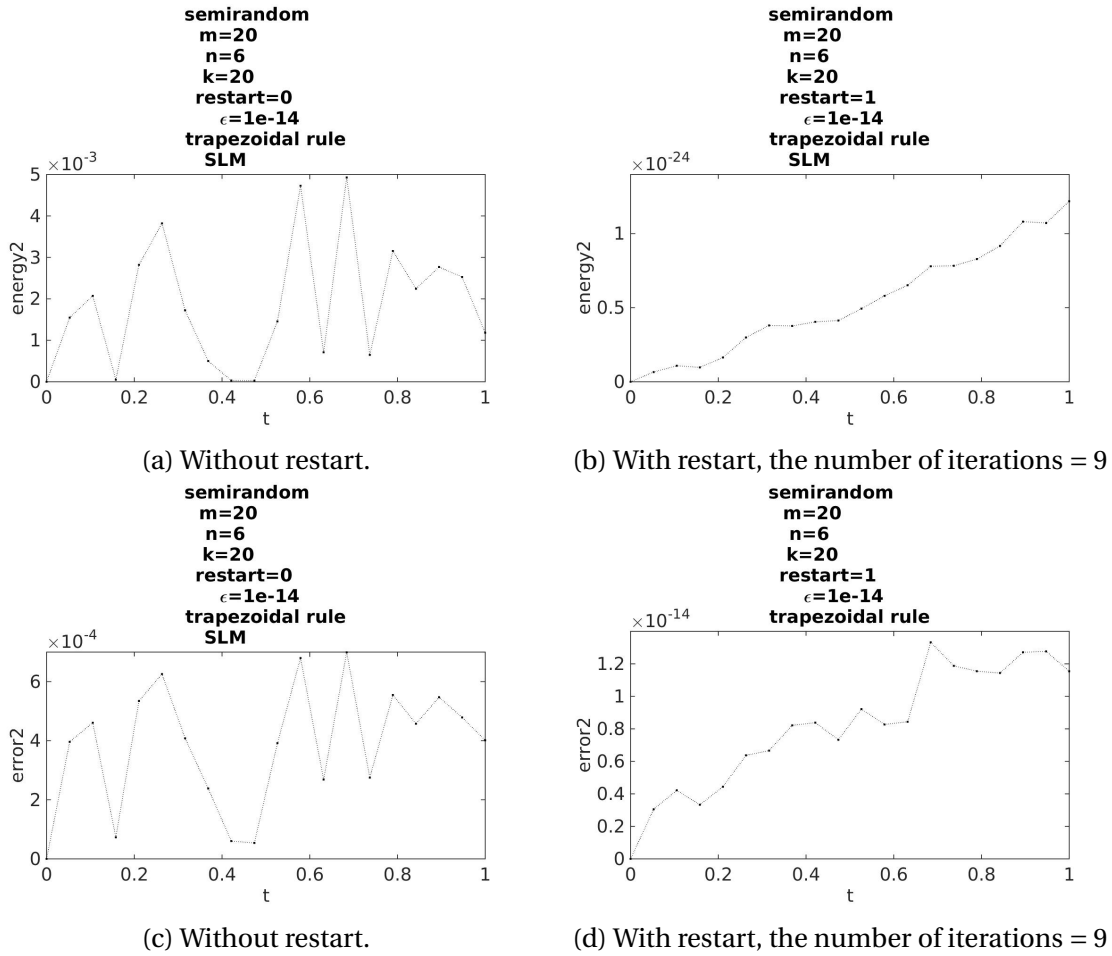 semirandom
m=20
n=6
k=20
restart=0
ϵ=1e-14
trapezoidal rule
SLM
×10-3
5
4
3
2
1
0
energy2
0 0.2 0.4 0.6 0.8 1
t
(a) Without restart.
semirandom
m=20
n=6
k=20
restart=1
ϵ=1e-14
trapezoidal rule
SLM
×10-24
1
0.5
0
energy2
0 0.2 0.4 0.6 0.8 1
t
(b) With restart, the number of iterations = 9
semirandom
m=20
n=6
k=20
restart=0
ϵ=1e-14
trapezoidal rule
SLM
×10-4
6
4
2
0
error2
0 0.2 0.4 0.6 0.8 1
t
(c) Without restart.
semirandom
m=20
n=6
k=20
restart=1
ϵ=1e-14
trapezoidal rule
×10-14
1.2
1
0.8
0.6
0.4
0.2
0
error2
0 0.2 0.4 0.6 0.8 1
t
(d) With restart, the number of iterations = 9